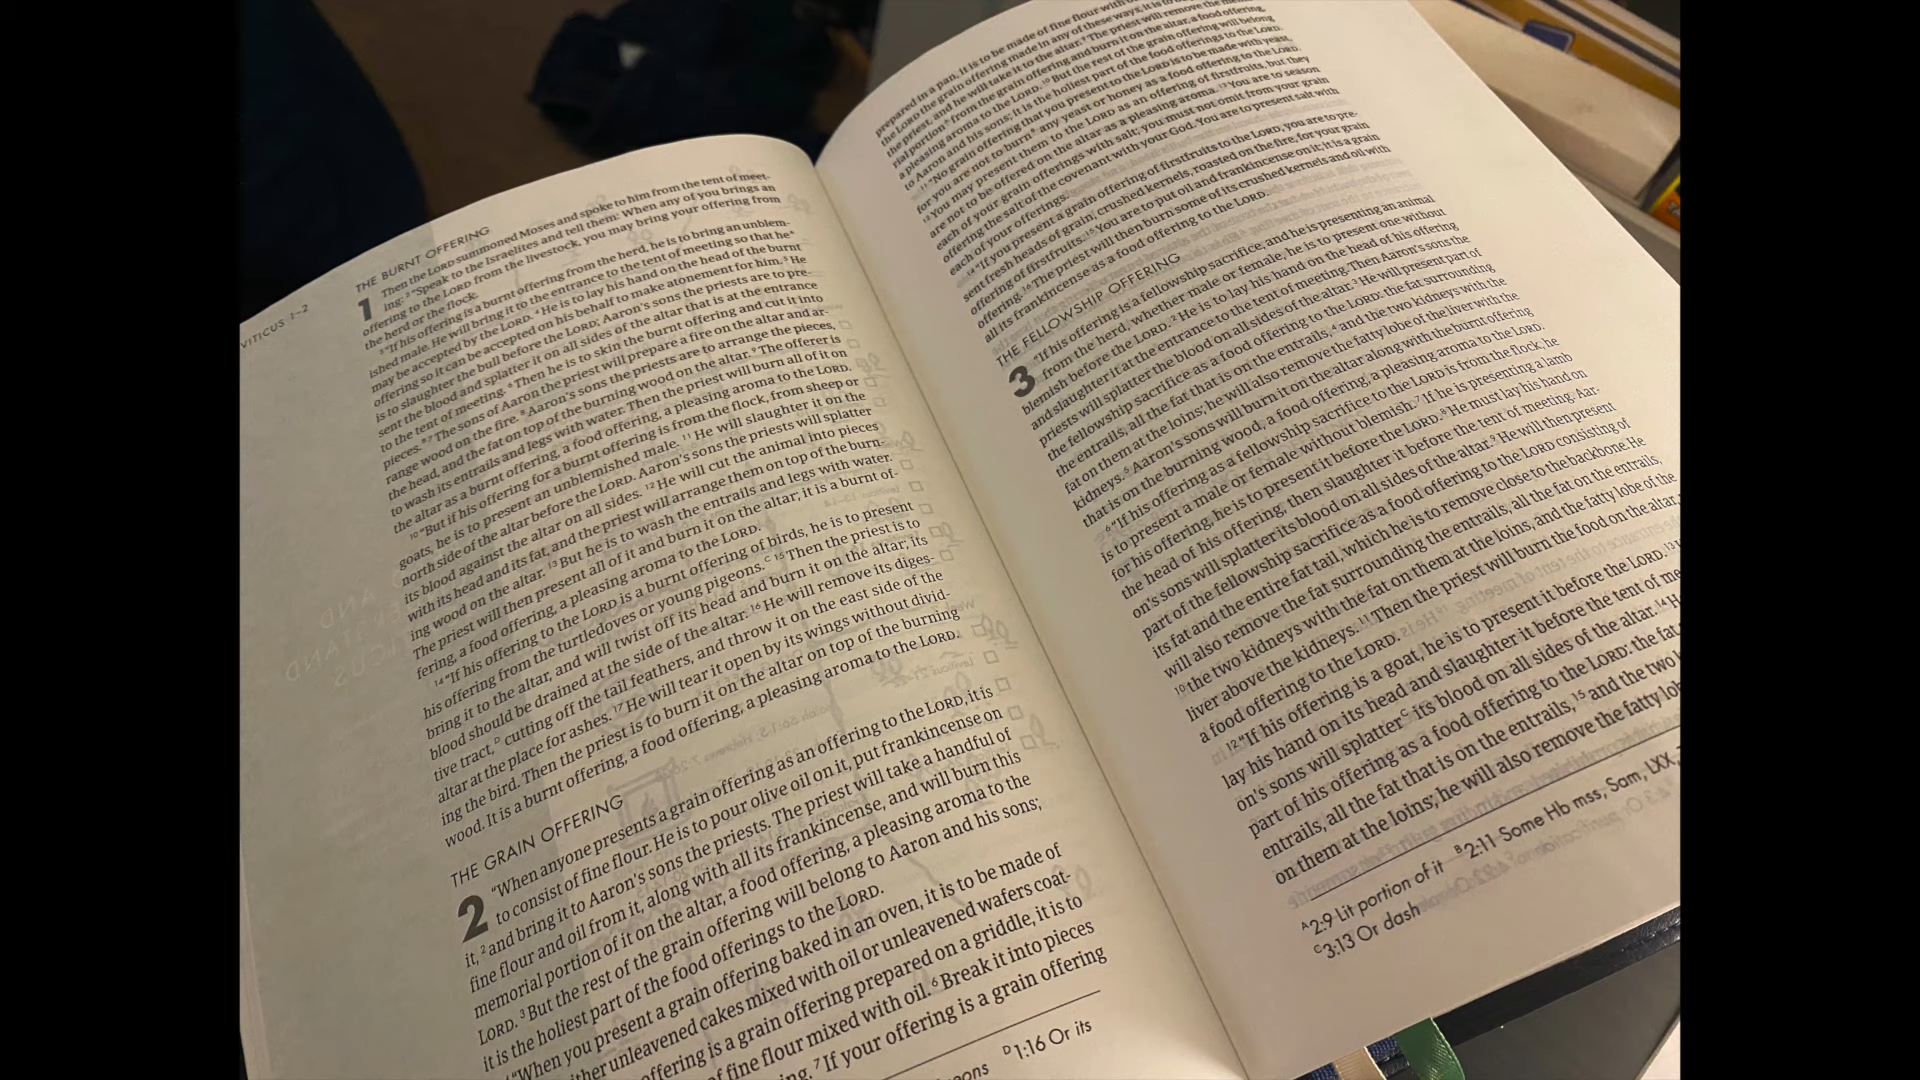 VITICUS 1–2
THE BURNT OFFERING
1 Then the LORD summoned Moses and spoke to him from the tent of meet-
ing: 2 "Speak to the Israelites and tell them: When any of you brings an
offering to the LORD from the livestock, you may bring your offering from
the herd or the flock.
3 "If his offering is a burnt offering from the herd, he is to bring an unblem-
ished male. He will bring it to the entrance to the tent of meeting so that he A
may be accepted by the LORD. 4 He is to lay his hand on the head of the burnt
offering so it can be accepted on his behalf to make atonement for him. 5 He
is to slaughter the bull before the LORD; Aaron's sons the priests are to pre-
sent the blood and splatter it on all sides of the altar that is at the entrance
to the tent of meeting. 6 Then he is to skin the burnt offering and cut it into
pieces. B 7 The sons of Aaron the priest will prepare a fire on the altar and ar-
range wood on the fire. 8 Aaron's sons the priests are to arrange the pieces,
the head, and the fat on top of the burning wood on the altar. 9 The offerer is
to wash its entrails and legs with water. Then the priest will burn all of it on
the altar as a burnt offering, a food offering, a pleasing aroma to the LORD.
10 "But if his offering for a burnt offering is from the flock, from sheep or
goats, he is to present an unblemished male. 11 He will slaughter it on the
north side of the altar before the LORD. Aaron's sons the priests will splatter
its blood against the altar on all sides. 12 He will cut the animal into pieces
with its head and its fat, and the priest will arrange them on top of the burn-
ing wood on the altar. 13 But he is to wash the entrails and legs with water.
The priest will then present all of it and burn it on the altar; it is a burnt of-
fering, a food offering, a pleasing aroma to the LORD.
14 "If his offering to the LORD is a burnt offering of birds, he is to present
his offering from the turtledoves or young pigeons. C 15 Then the priest is to
bring it to the altar, and will twist off its head and burn it on the altar; its
blood should be drained at the side of the altar. 16 He will remove its diges-
tive tract, D cutting off the tail feathers, and throw it on the east side of the
altar at the place for ashes. 17 He will tear it open by its wings without divid-
ing the bird. Then the priest is to burn it on the altar on top of the burning
wood. It is a burnt offering, a food offering, a pleasing aroma to the LORD.
THE GRAIN OFFERING
2 "When anyone presents a grain offering as an offering to the LORD, it is
to consist of fine flour. He is to pour olive oil on it, put frankincense on
it, 2 and bring it to Aaron's sons the priests. The priest will take a handful of
fine flour and oil from it, along with all its frankincense, and will burn this
memorial portion of it on the altar, a food offering, a pleasing aroma to the
LORD. 3 But the rest of the grain offering will belong to Aaron and his sons;
it is the holiest part of the food offerings to the LORD.
4 "When you present a grain offering baked in an oven, it is to be made of
ther unleavened cakes mixed with oil or unleavened wafers coat-
ffering is a grain offering prepared on a griddle, it is to
f fine flour mixed with oil. 6 Break it into pieces
ing. 7 If your offering is a grain offering
D 1:16 Or its
eons
prepared in a pan, it is to be made of fine flour with
the LORD the grain offering made in any of these ways, it is to be
the priest, and he will take it to the altar. 9 The priest will remove the
rial portion A from the grain offering and burn it on the altar, a food offering,
a pleasing aroma to the LORD. 10 But the rest of the grain offering will belong
to Aaron and his sons; it is the holiest part of the food offerings to the LORD.
11 "No grain offering that you present to the LORD is to be made with yeast,
for you are not to burn B any yeast or honey as a food offering to the LORD.
12 You may present them to the LORD as an offering of firstfruits, but they
are not to be offered on the altar as a pleasing aroma. 13 You are to season
each of your grain offerings with salt; you must not omit from your grain
offering the salt of the covenant with your God. You are to present salt with
each of your offerings.
14 "If you present a grain offering of firstfruits to the LORD, you are to pre-
sent fresh heads of grain, crushed kernels, roasted on the fire, for your grain
offering of firstfruits. 15 You are to put oil and frankincense on it; it is a grain
offering. 16 The priest will then burn some of its crushed kernels and oil with
all its frankincense as a food offering to the LORD.
THE FELLOWSHIP OFFERING
3 "If his offering is a fellowship sacrifice, and he is presenting an animal
from the herd, whether male or female, he is to present one without
blemish before the LORD. 2 He is to lay his hand on the head of his offering
and slaughter it at the entrance to the tent of meeting. Then Aaron's sons the
priests will splatter the blood on all sides of the altar. 3 He will present part of
the fellowship sacrifice as a food offering to the LORD: the fat surrounding
the entrails, all the fat that is on the entrails, 4 and the two kidneys with the
fat on them at the loins; he will also remove the fatty lobe of the liver with the
kidneys. 5 Aaron's sons will burn it on the altar along with the burnt offering
that is on the burning wood, a food offering, a pleasing aroma to the LORD.
6 "If his offering as a fellowship sacrifice to the LORD is from the flock, he
is to present a male or female without blemish. 7 If he is presenting a lamb
for his offering, he is to present it before the LORD. 8 He must lay his hand on
the head of his offering, then slaughter it before the tent of meeting. Aar-
on's sons will splatter its blood on all sides of the altar. 9 He will then present
part of the fellowship sacrifice as a food offering to the LORD consisting of
its fat and the entire fat tail, which he is to remove close to the backbone. He
will also remove the fat surrounding the entrails, all the fat on the entrails,
10 the two kidneys with the fat on them at the loins, and the fatty lobe of the
liver above the kidneys. 11 Then the priest will burn the food on the altar,
a food offering to the LORD.
12 "If his offering is a goat, he is to present it before the LORD. 13
lay his hand on its head and slaughter it before the tent of me
on's sons will splatter C its blood on all sides of the altar. 14 H
part of his offering as a food offering to the LORD: the fat
entrails, all the fat that is on the entrails, 15 and the two
on them at the loins; he will also remove the fatty lob
A 2:9 Lit portion of it B 2:11 Some Hb mss, Sam, LXX,
C 3:13 Or dash